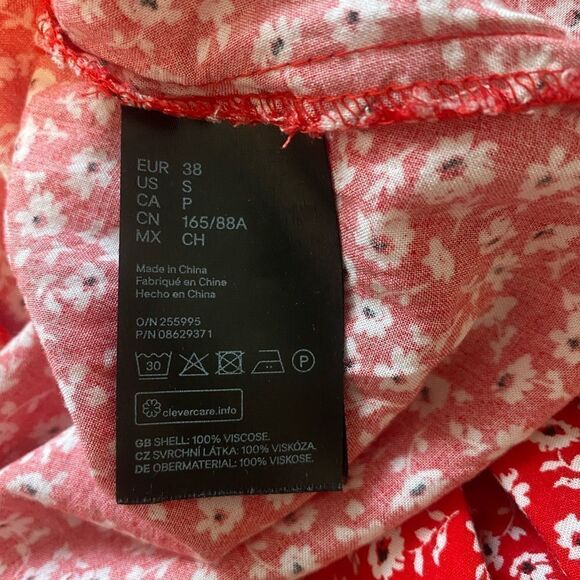 EUR 38
US S
CA P
CN 165/88A
MX CH
Made in China
Fabriqué en Chine
Hecho en China
O/N 255995
P/N 08629371
30 P
clevercare.info
GB SHELL: 100% VISCOSE.
CZ SVRCHNÍ LÁTKA: 100% VISKÓZA.
DE OBERMATERIAL: 100% VISKOSE.